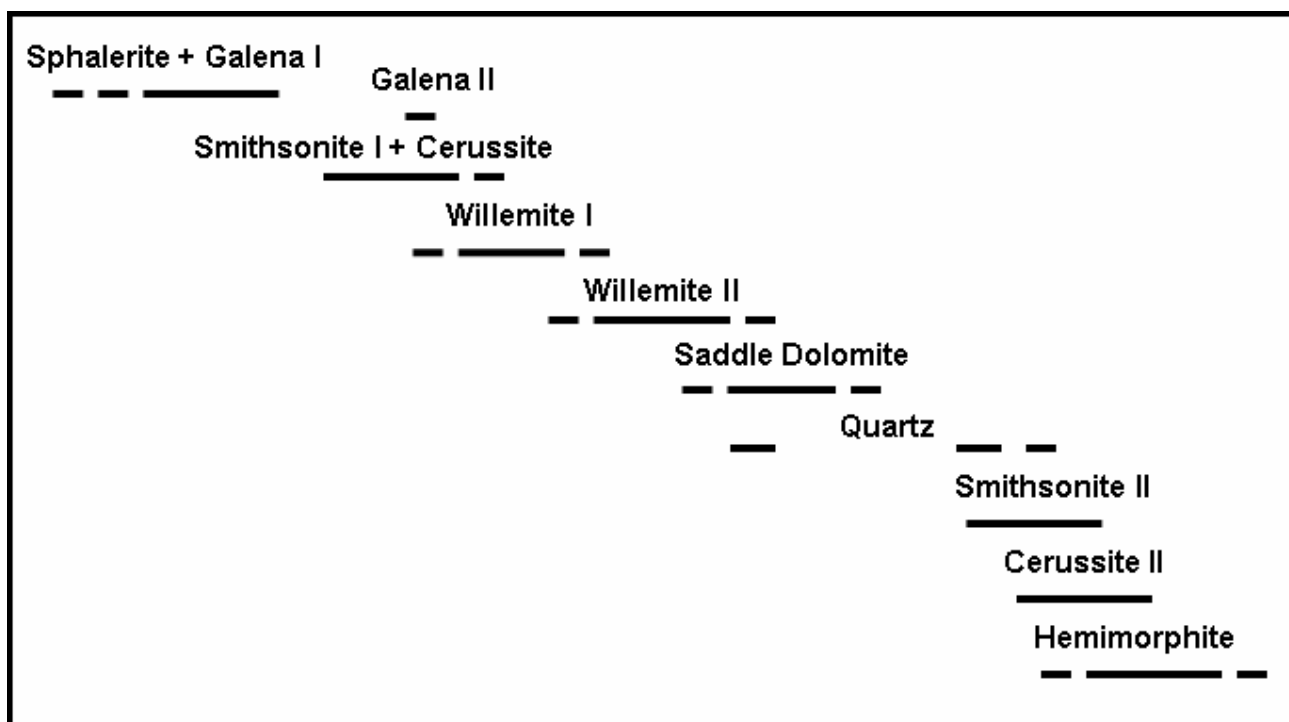 Sphalerite + Galena I
Galena II
Smithsonite I + Cerussite
Willemite I
Willemite II
Saddle Dolomite
Quartz
Smithsonite II
Cerussite II
Hemimorphite